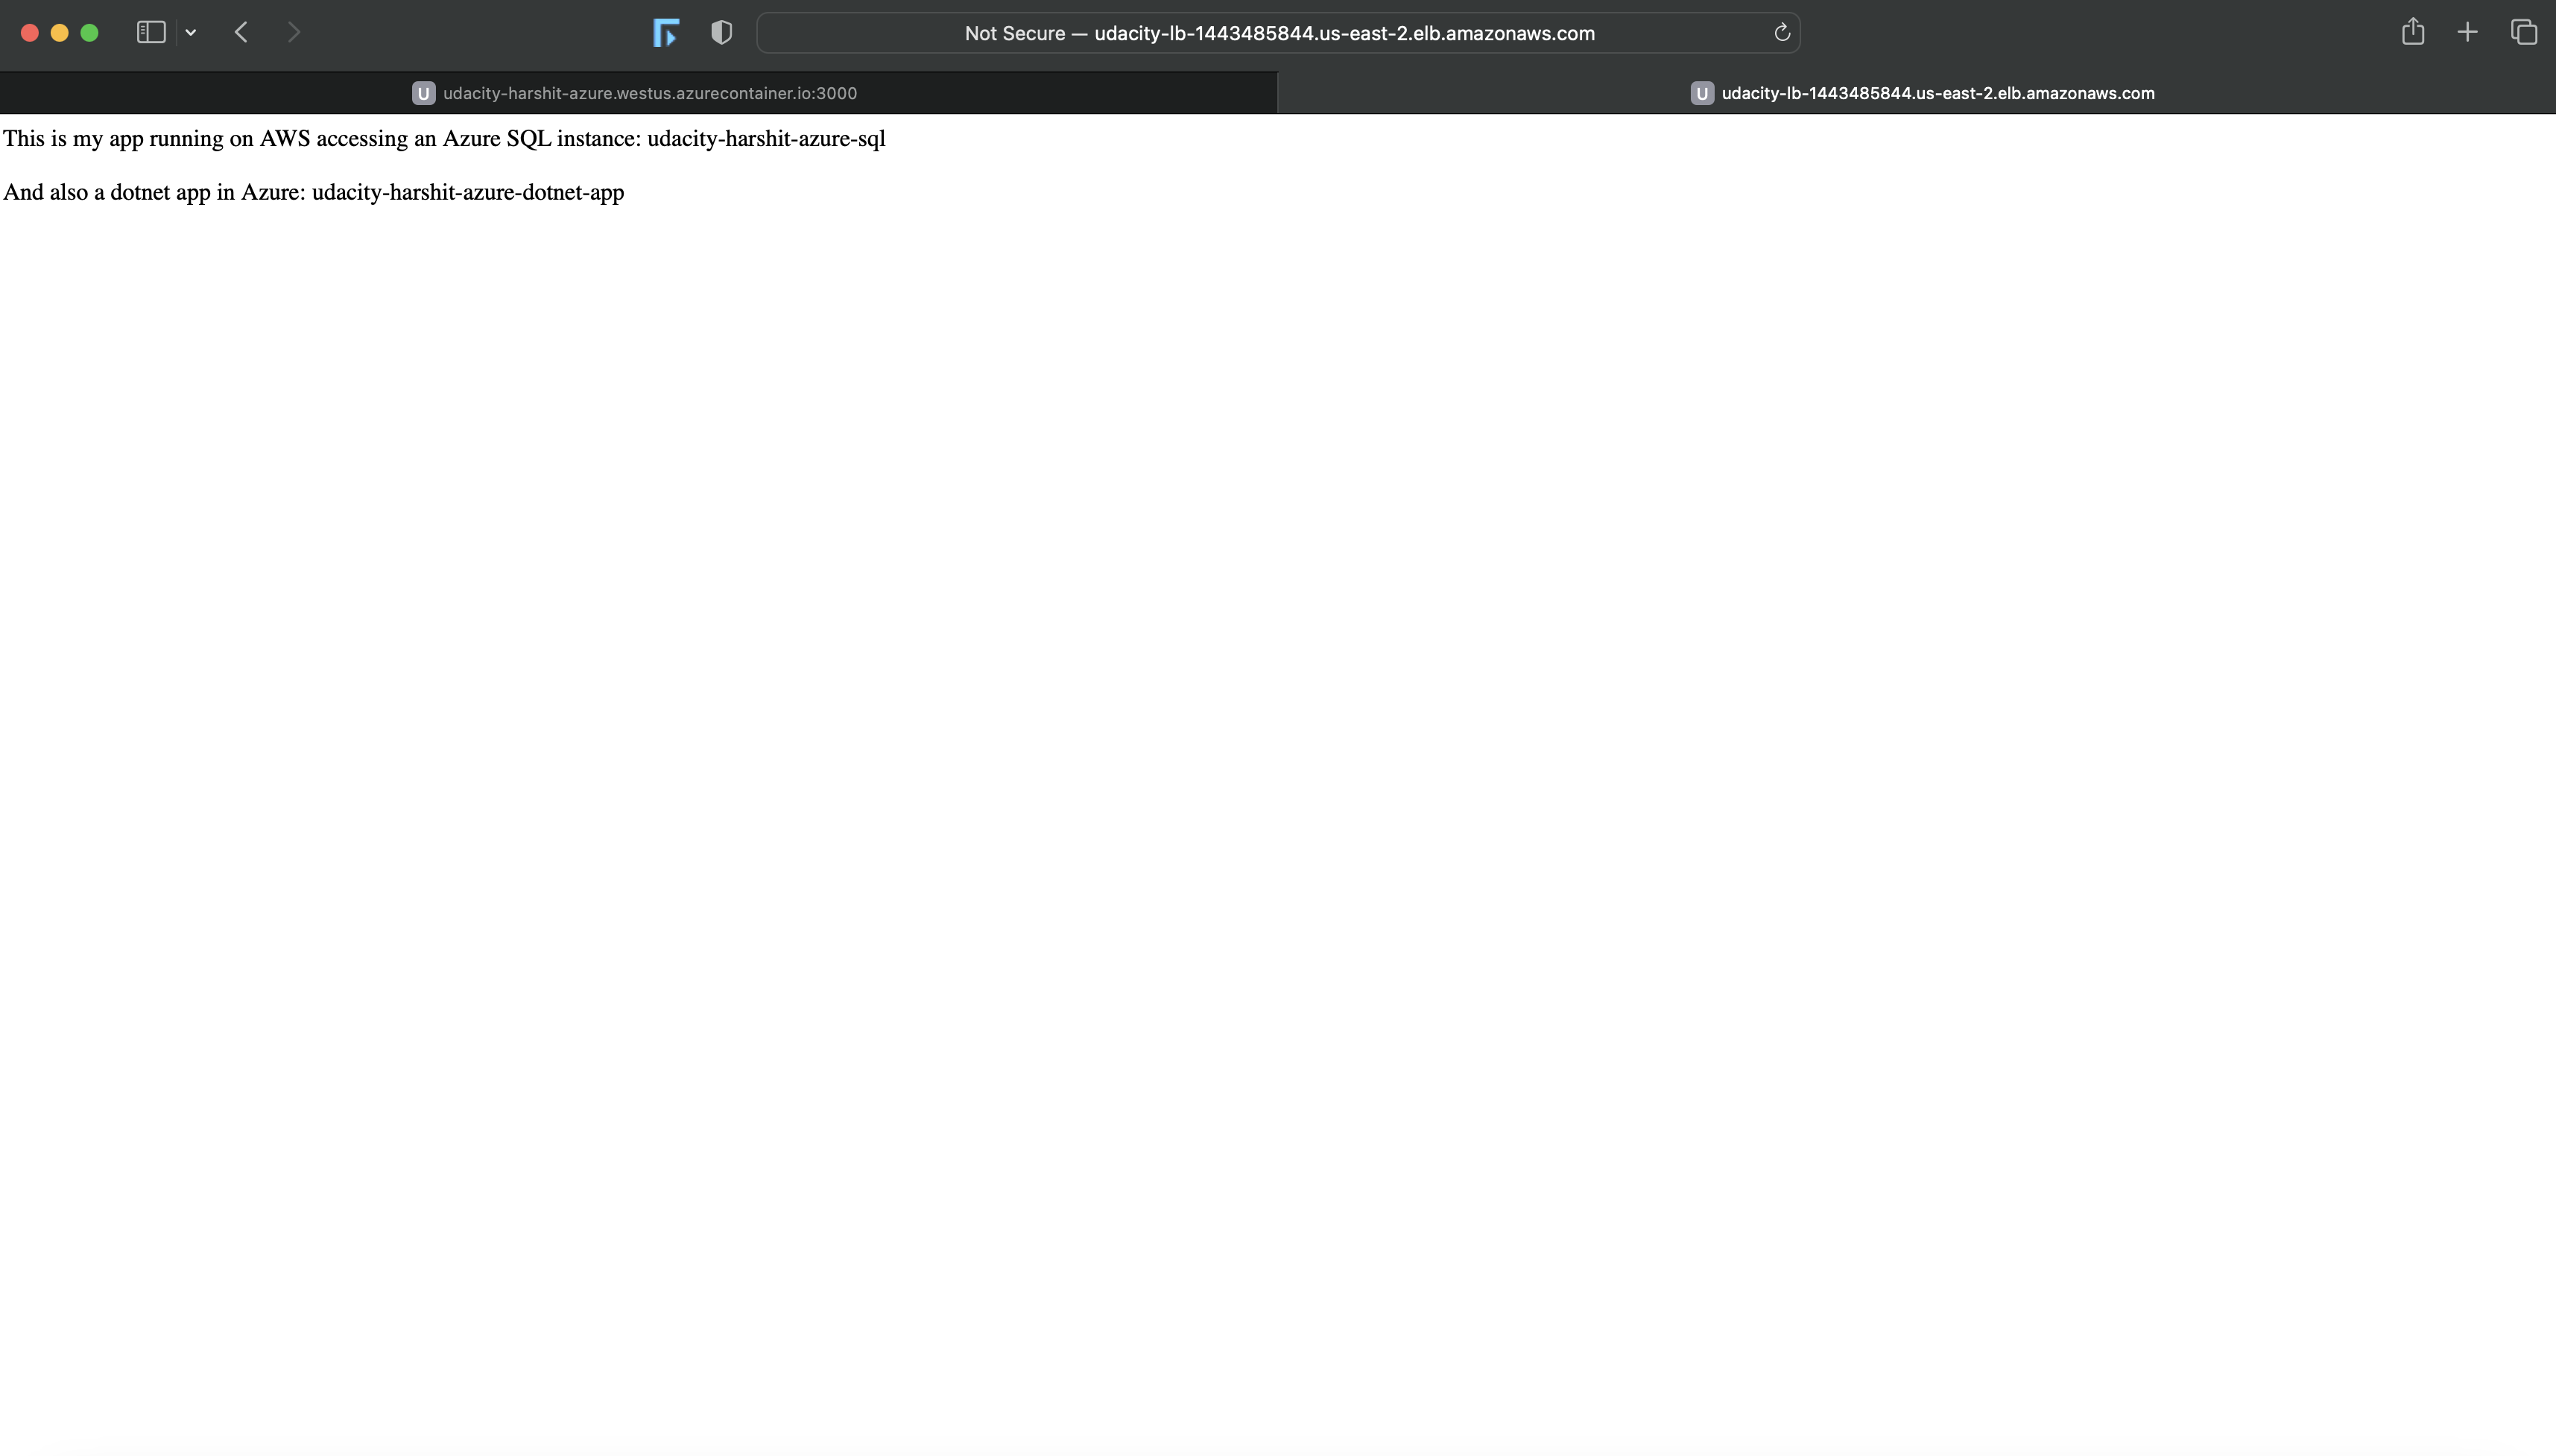 Not Secure — udacity-lb-1443485844.us-east-2.elb.amazonaws.com
U udacity-harshit-azure.westus.azurecontainer.io:3000
U udacity-lb-1443485844.us-east-2.elb.amazonaws.com
This is my app running on AWS accessing an Azure SQL instance: udacity-harshit-azure-sql
And also a dotnet app in Azure: udacity-harshit-azure-dotnet-app